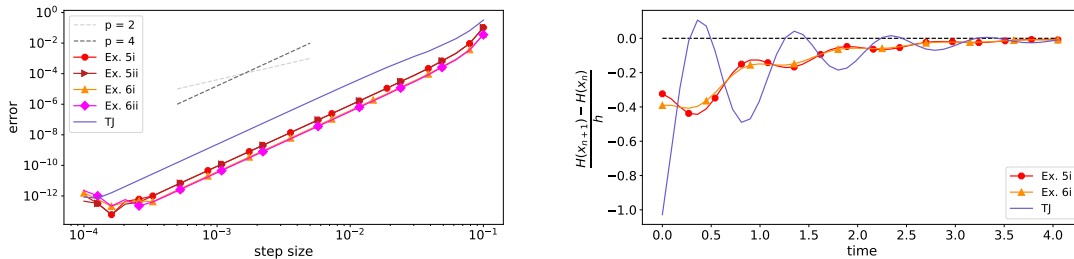 10^0
10^{-2}
10^{-4}
10^{-6}
10^{-8}
10^{-10}
10^{-12}
error
p = 2
p = 4
Ex. 5i
Ex. 5ii
Ex. 6i
Ex. 6ii
TJ
10^{-4}
10^{-3}
10^{-2}
10^{-1}
step size
0.0
−0.2
−0.4
−0.6
−0.8
−1.0
H(x_{n+1}) − H(x_n)
h
Ex. 5i
Ex. 6i
TJ
0.0 0.5 1.0 1.5 2.0 2.5 3.0 3.5 4.0
time